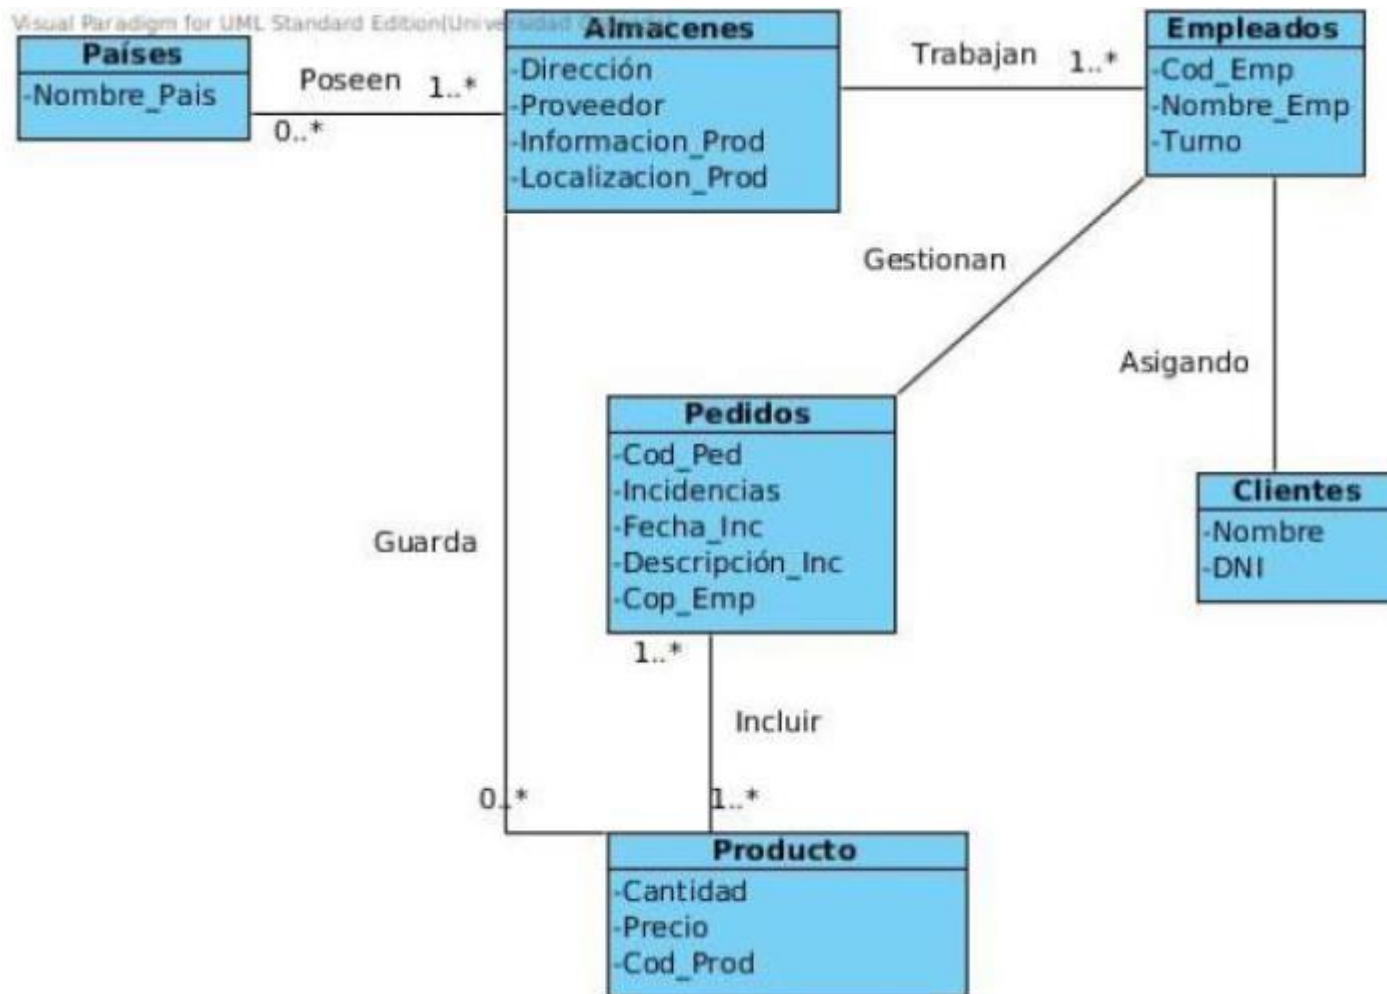 Visual Paradigm for UML Standard Edition(Universidad
Países
-Nombre_Pais
Poseen
1..*
0..*
Almacenes
-Dirección
-Proveedor
-Informacion_Prod
-Localizacion_Prod
Trabajan
1..*
Empleados
-Cod_Emp
-Nombre_Emp
-Turno
Gestionan
Asigando
Pedidos
-Cod_Ped
-Incidencias
-Fecha_Inc
-Descripción_Inc
-Cop_Emp
Clientes
-Nombre
-DNI
Guarda
1..*
Incluir
0..*
1..*
Producto
-Cantidad
-Precio
-Cod_Prod